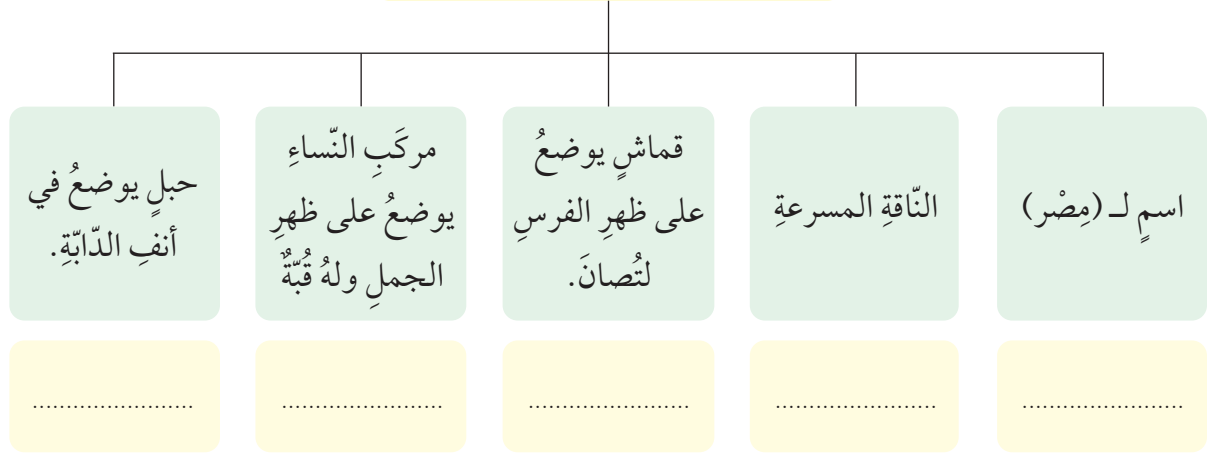 اسمٍ لـ (مِصْر)
النّاقةِ المسرعةِ
قماشٍ يوضعُ
على ظهرِ الفرسِ
لتُصانَ.
مركَبِ النّساءِ
يوضعُ على ظهرِ
الجملِ ولهُ قُبّةٌ
حبلٍ يوضعُ في
أنفِ الدّابّةِ.
........................
........................
........................
........................
........................